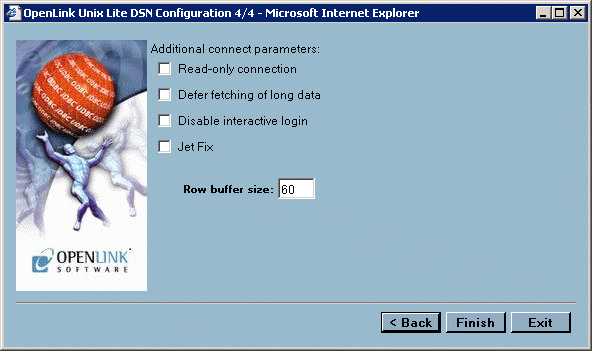 OpenLink Unix Lite DSN Configuration 4/4 - Microsoft Internet Explorer
Additional connect parameters:
Read-only connection
Defer fetching of long data
Disable interactive login
Jet Fix
Row buffer size: 60
OPENLINK
SOFTWARE
< Back Finish Exit